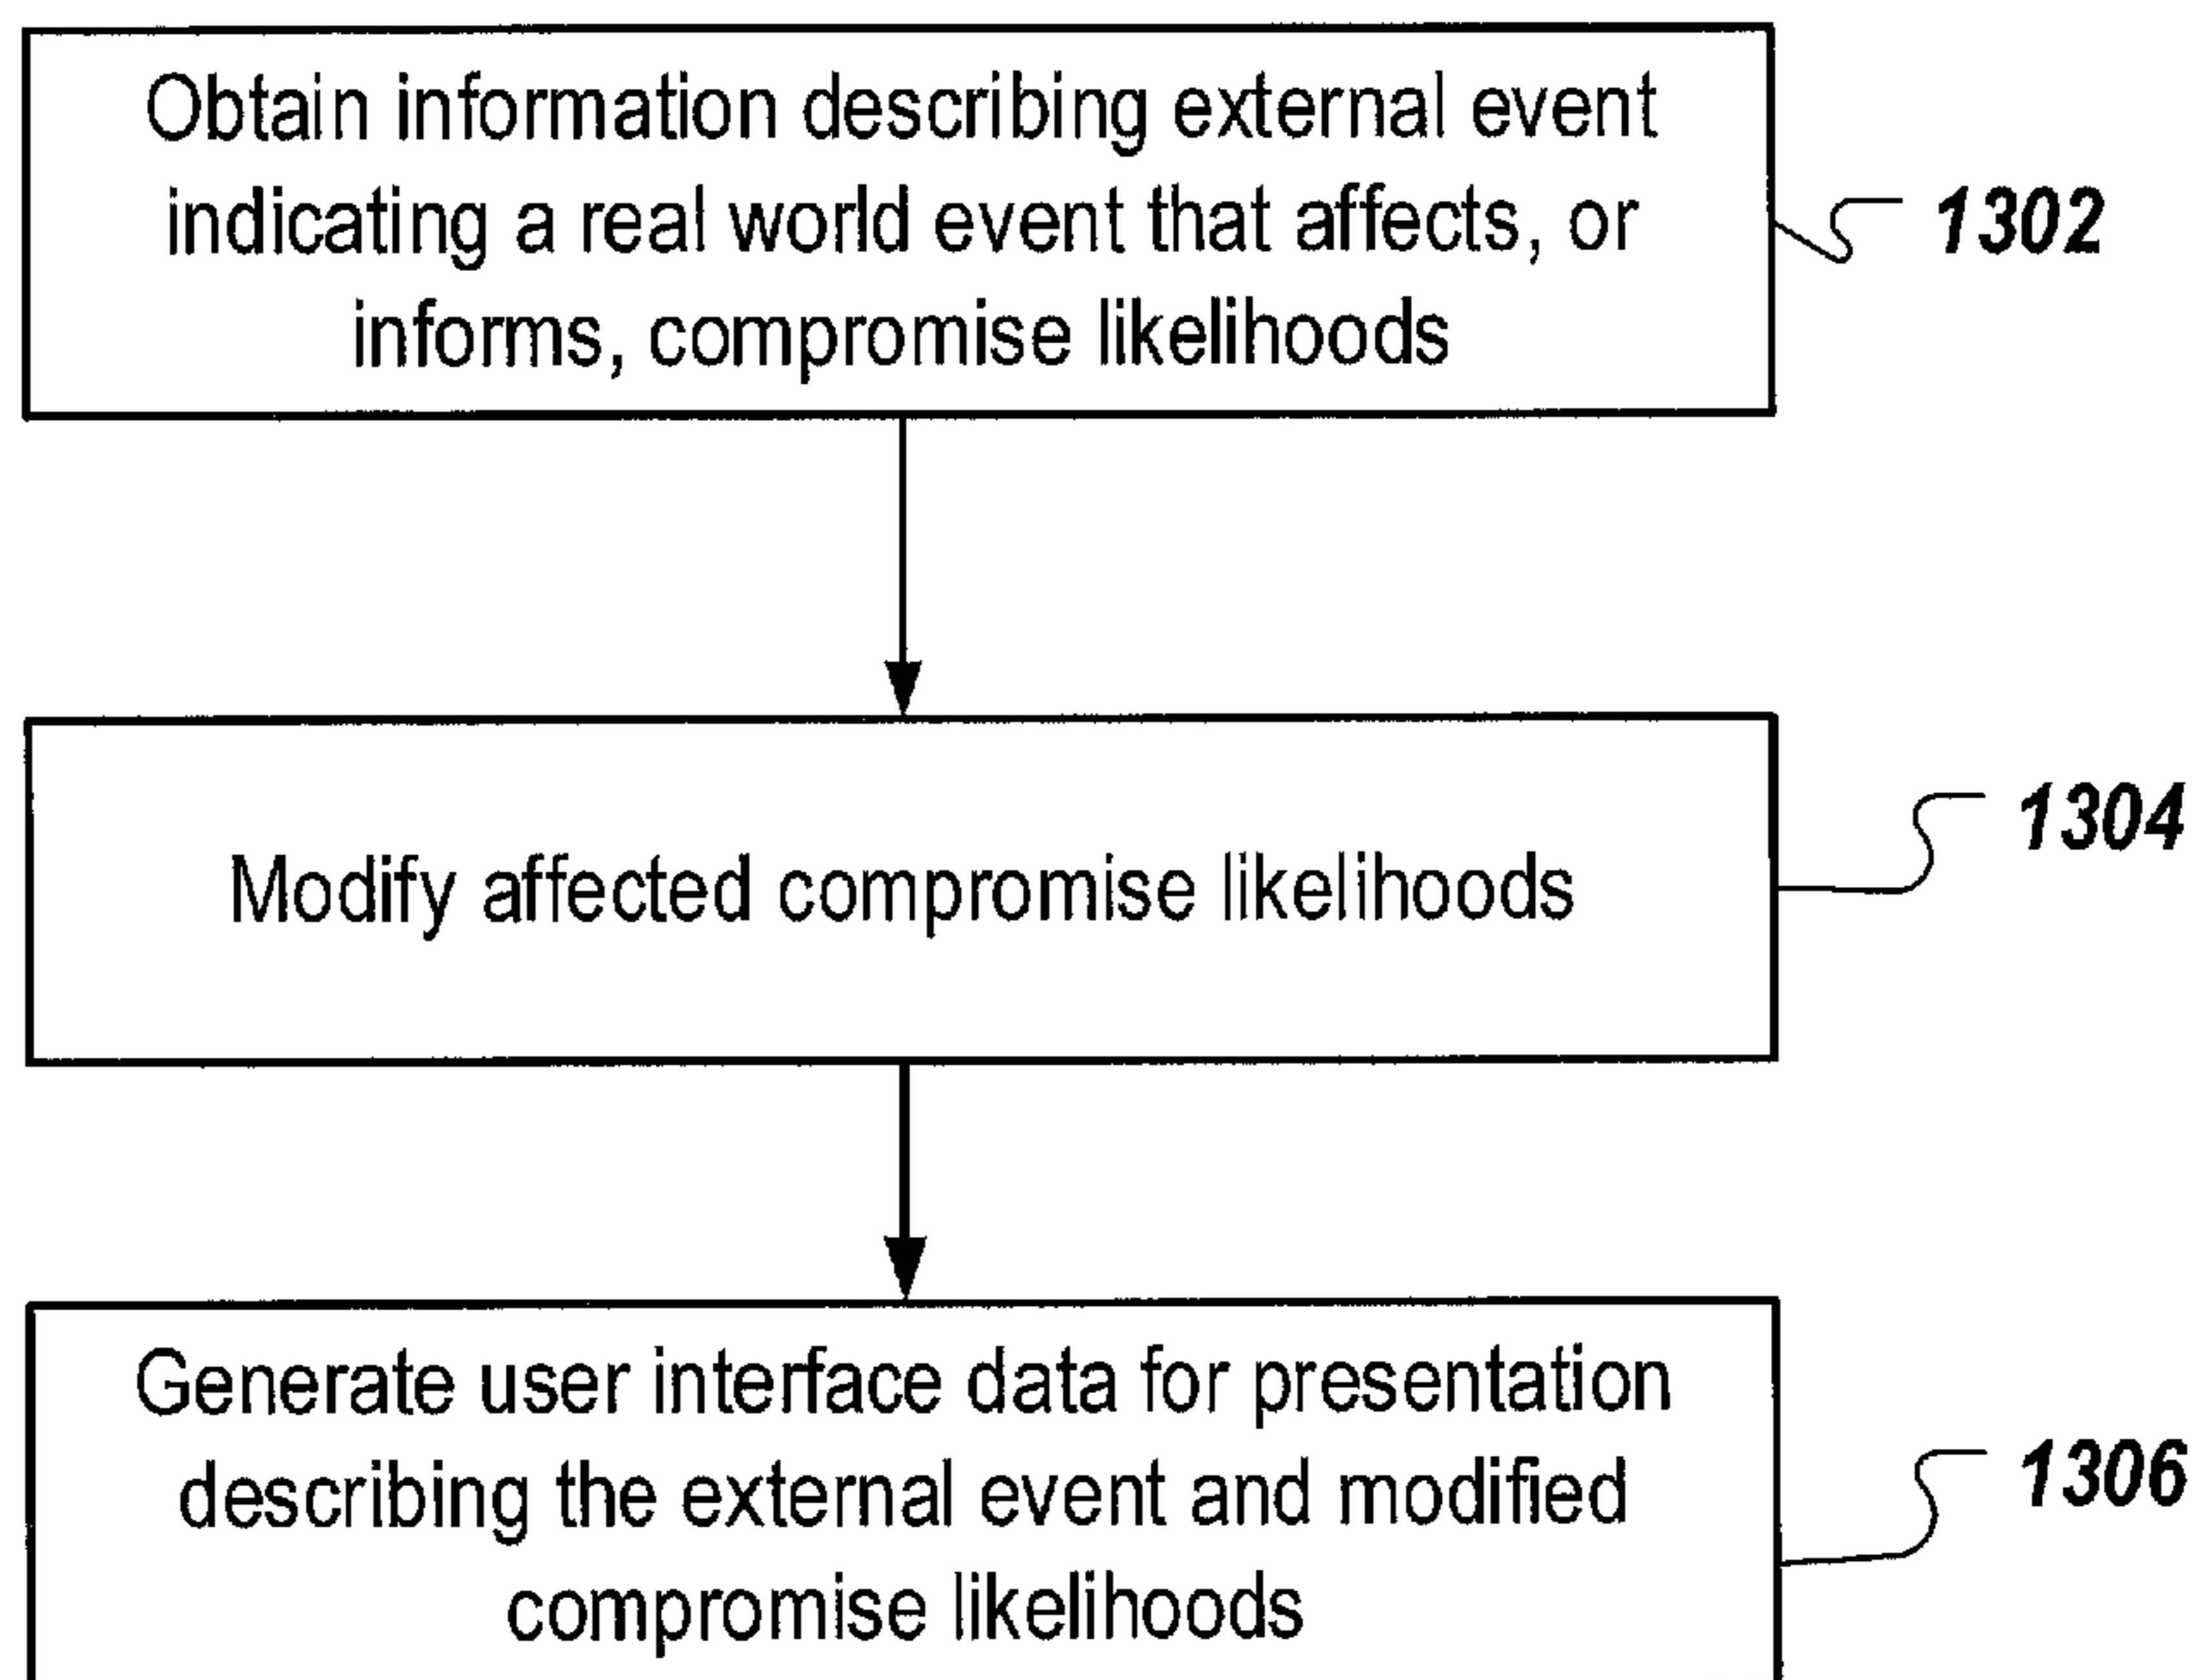 Obtain information describing external event
indicating a real world event that affects, or
informs, compromise likelihoods
1302
Modify affected compromise likelihoods
1304
Generate user interface data for presentation
describing the external event and modified
compromise likelihoods
1306